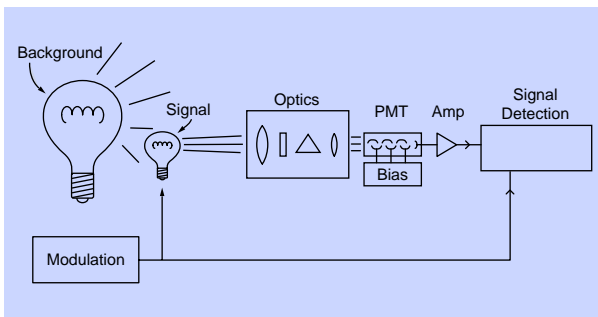 Background
Signal
Optics
PMT
Amp
Signal
Detection
Bias
Modulation